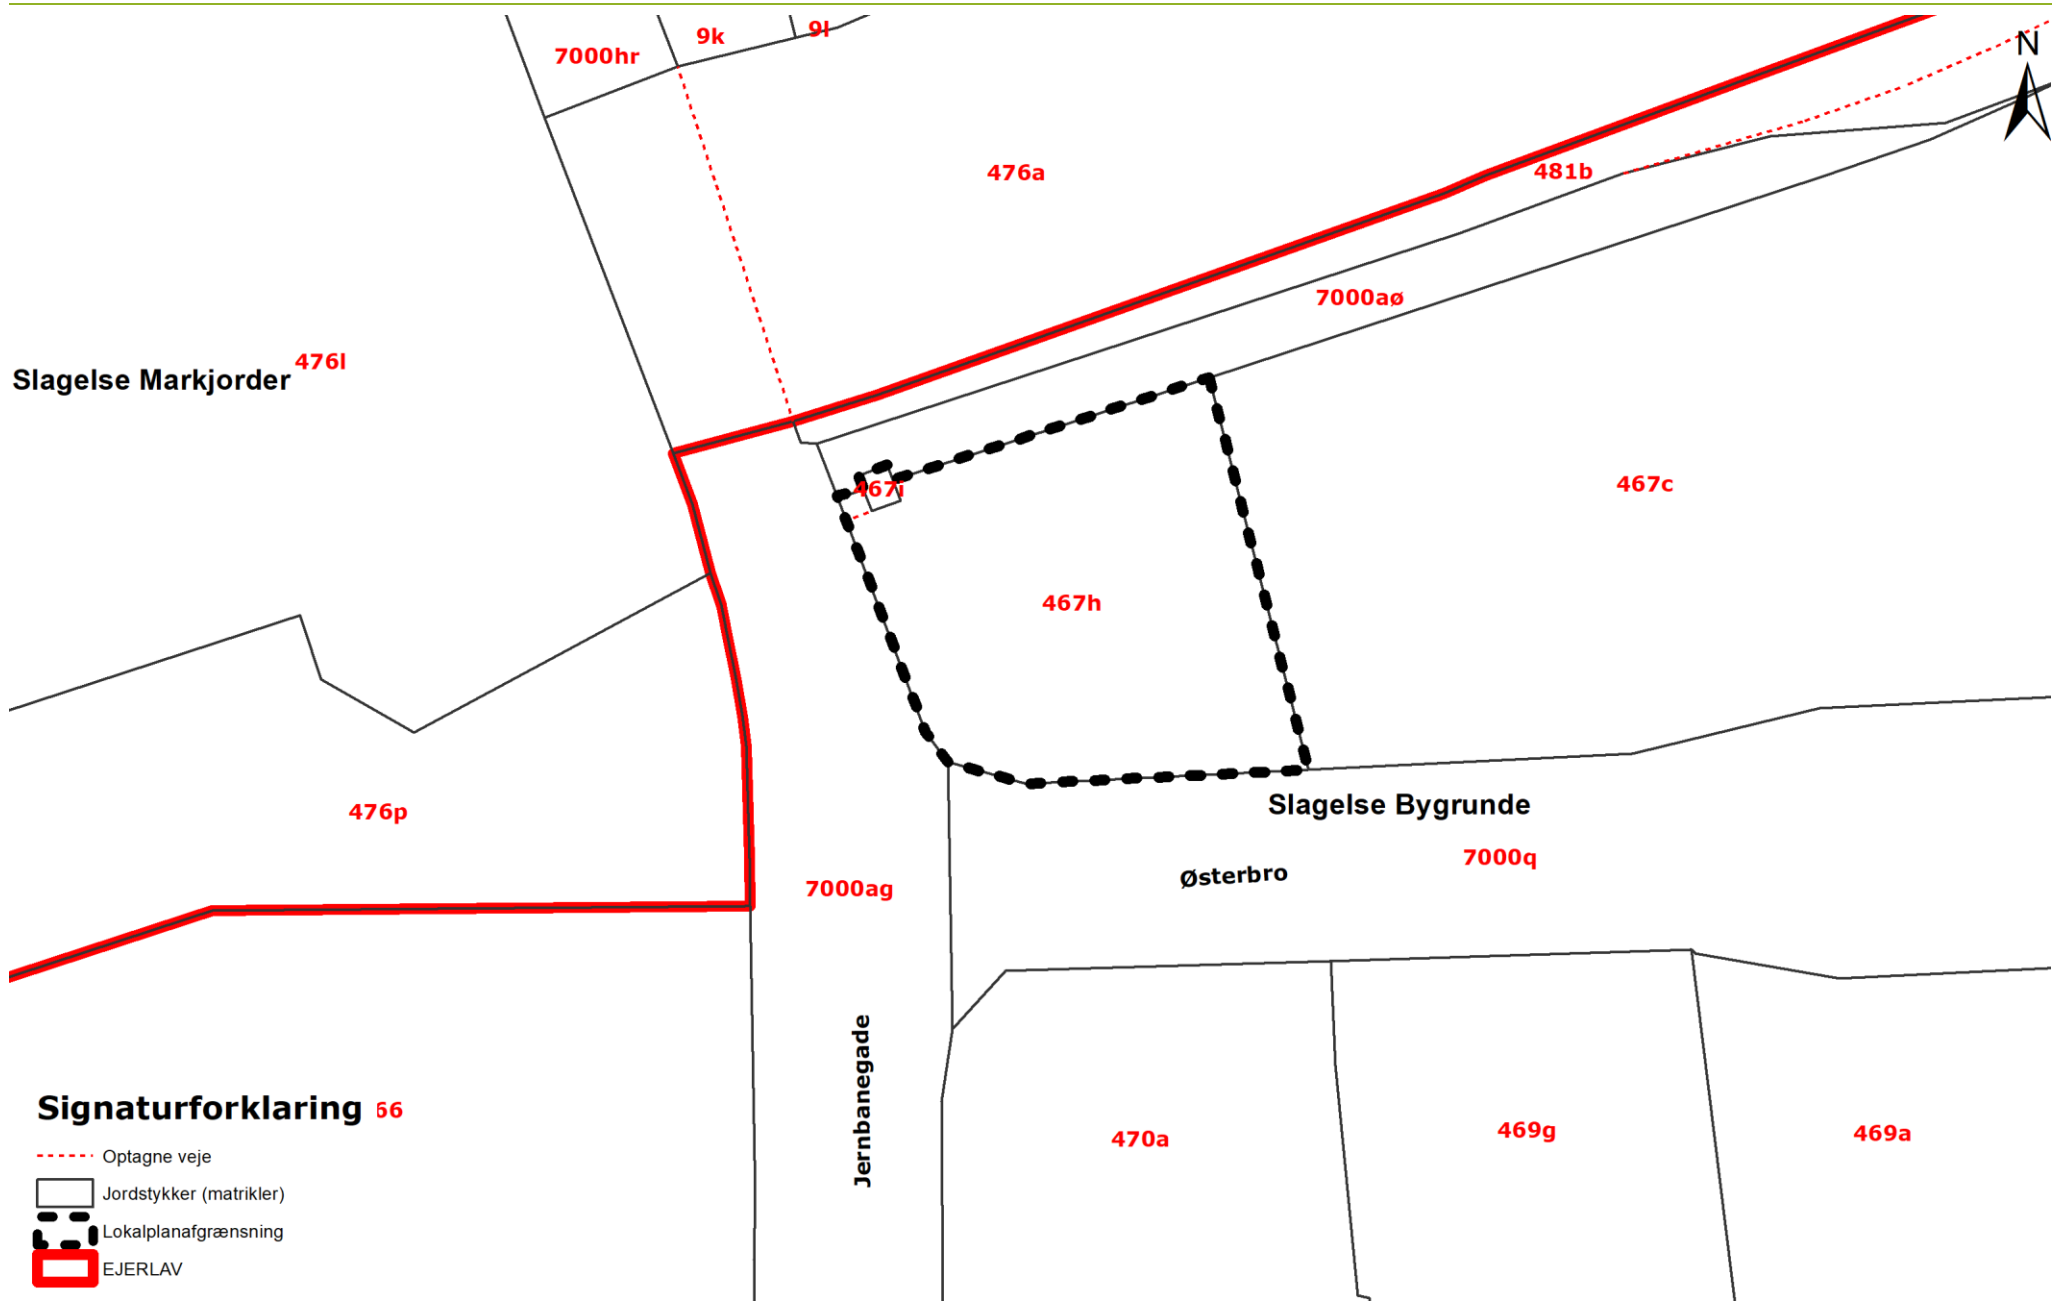 9k
9l
7000hr
N
476a
481b
7000aø
476l
Slagelse Markjorder
467i
467c
467h
Slagelse Bygrunde
476p
7000q
Østerbro
7000ag
Jernbanegade
470a
469g
469a
Signaturforklaring
66
Optagne veje
Jordstykker (matrikler)
Lokalplanafgrænsning
EJERLAV